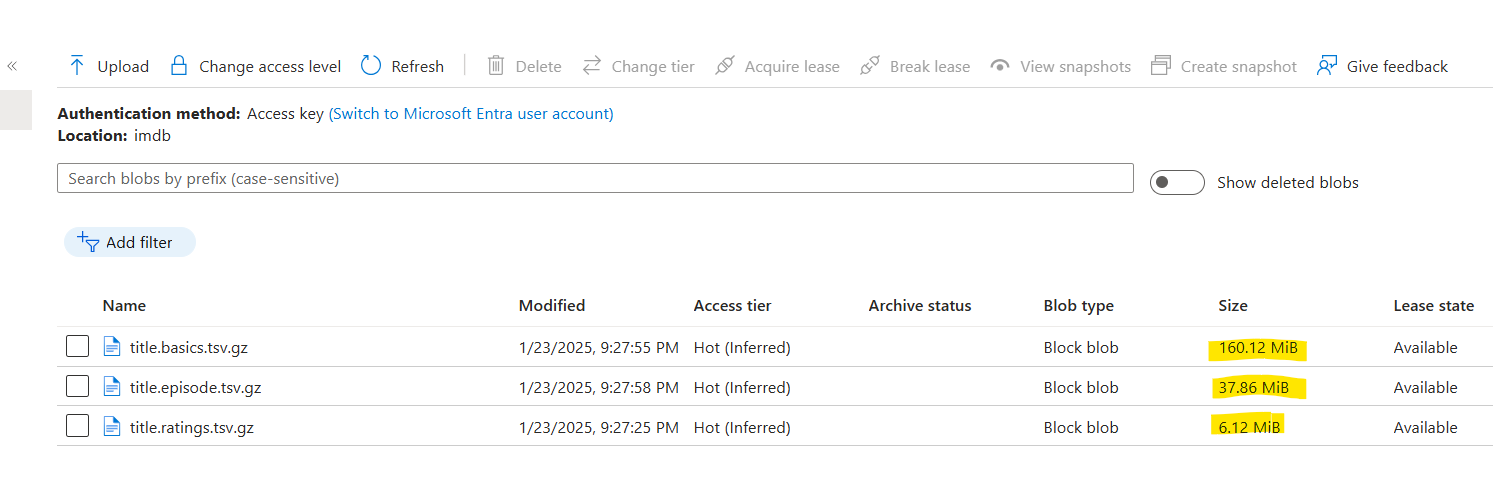 Upload Change access level Refresh Delete Change tier Acquire lease Break lease View snapshots Create snapshot Give feedback
Authentication method: Access key (Switch to Microsoft Entra user account)
Location: imdb
Search blobs by prefix (case-sensitive) Show deleted blobs
Add filter
Name Modified Access tier Archive status Blob type Size Lease state
title.basics.tsv.gz 1/23/2025, 9:27:55 PM Hot (Inferred) Block blob 160.12 MiB Available
title.episode.tsv.gz 1/23/2025, 9:27:58 PM Hot (Inferred) Block blob 37.86 MiB Available
title.ratings.tsv.gz 1/23/2025, 9:27:25 PM Hot (Inferred) Block blob 6.12 MiB Available